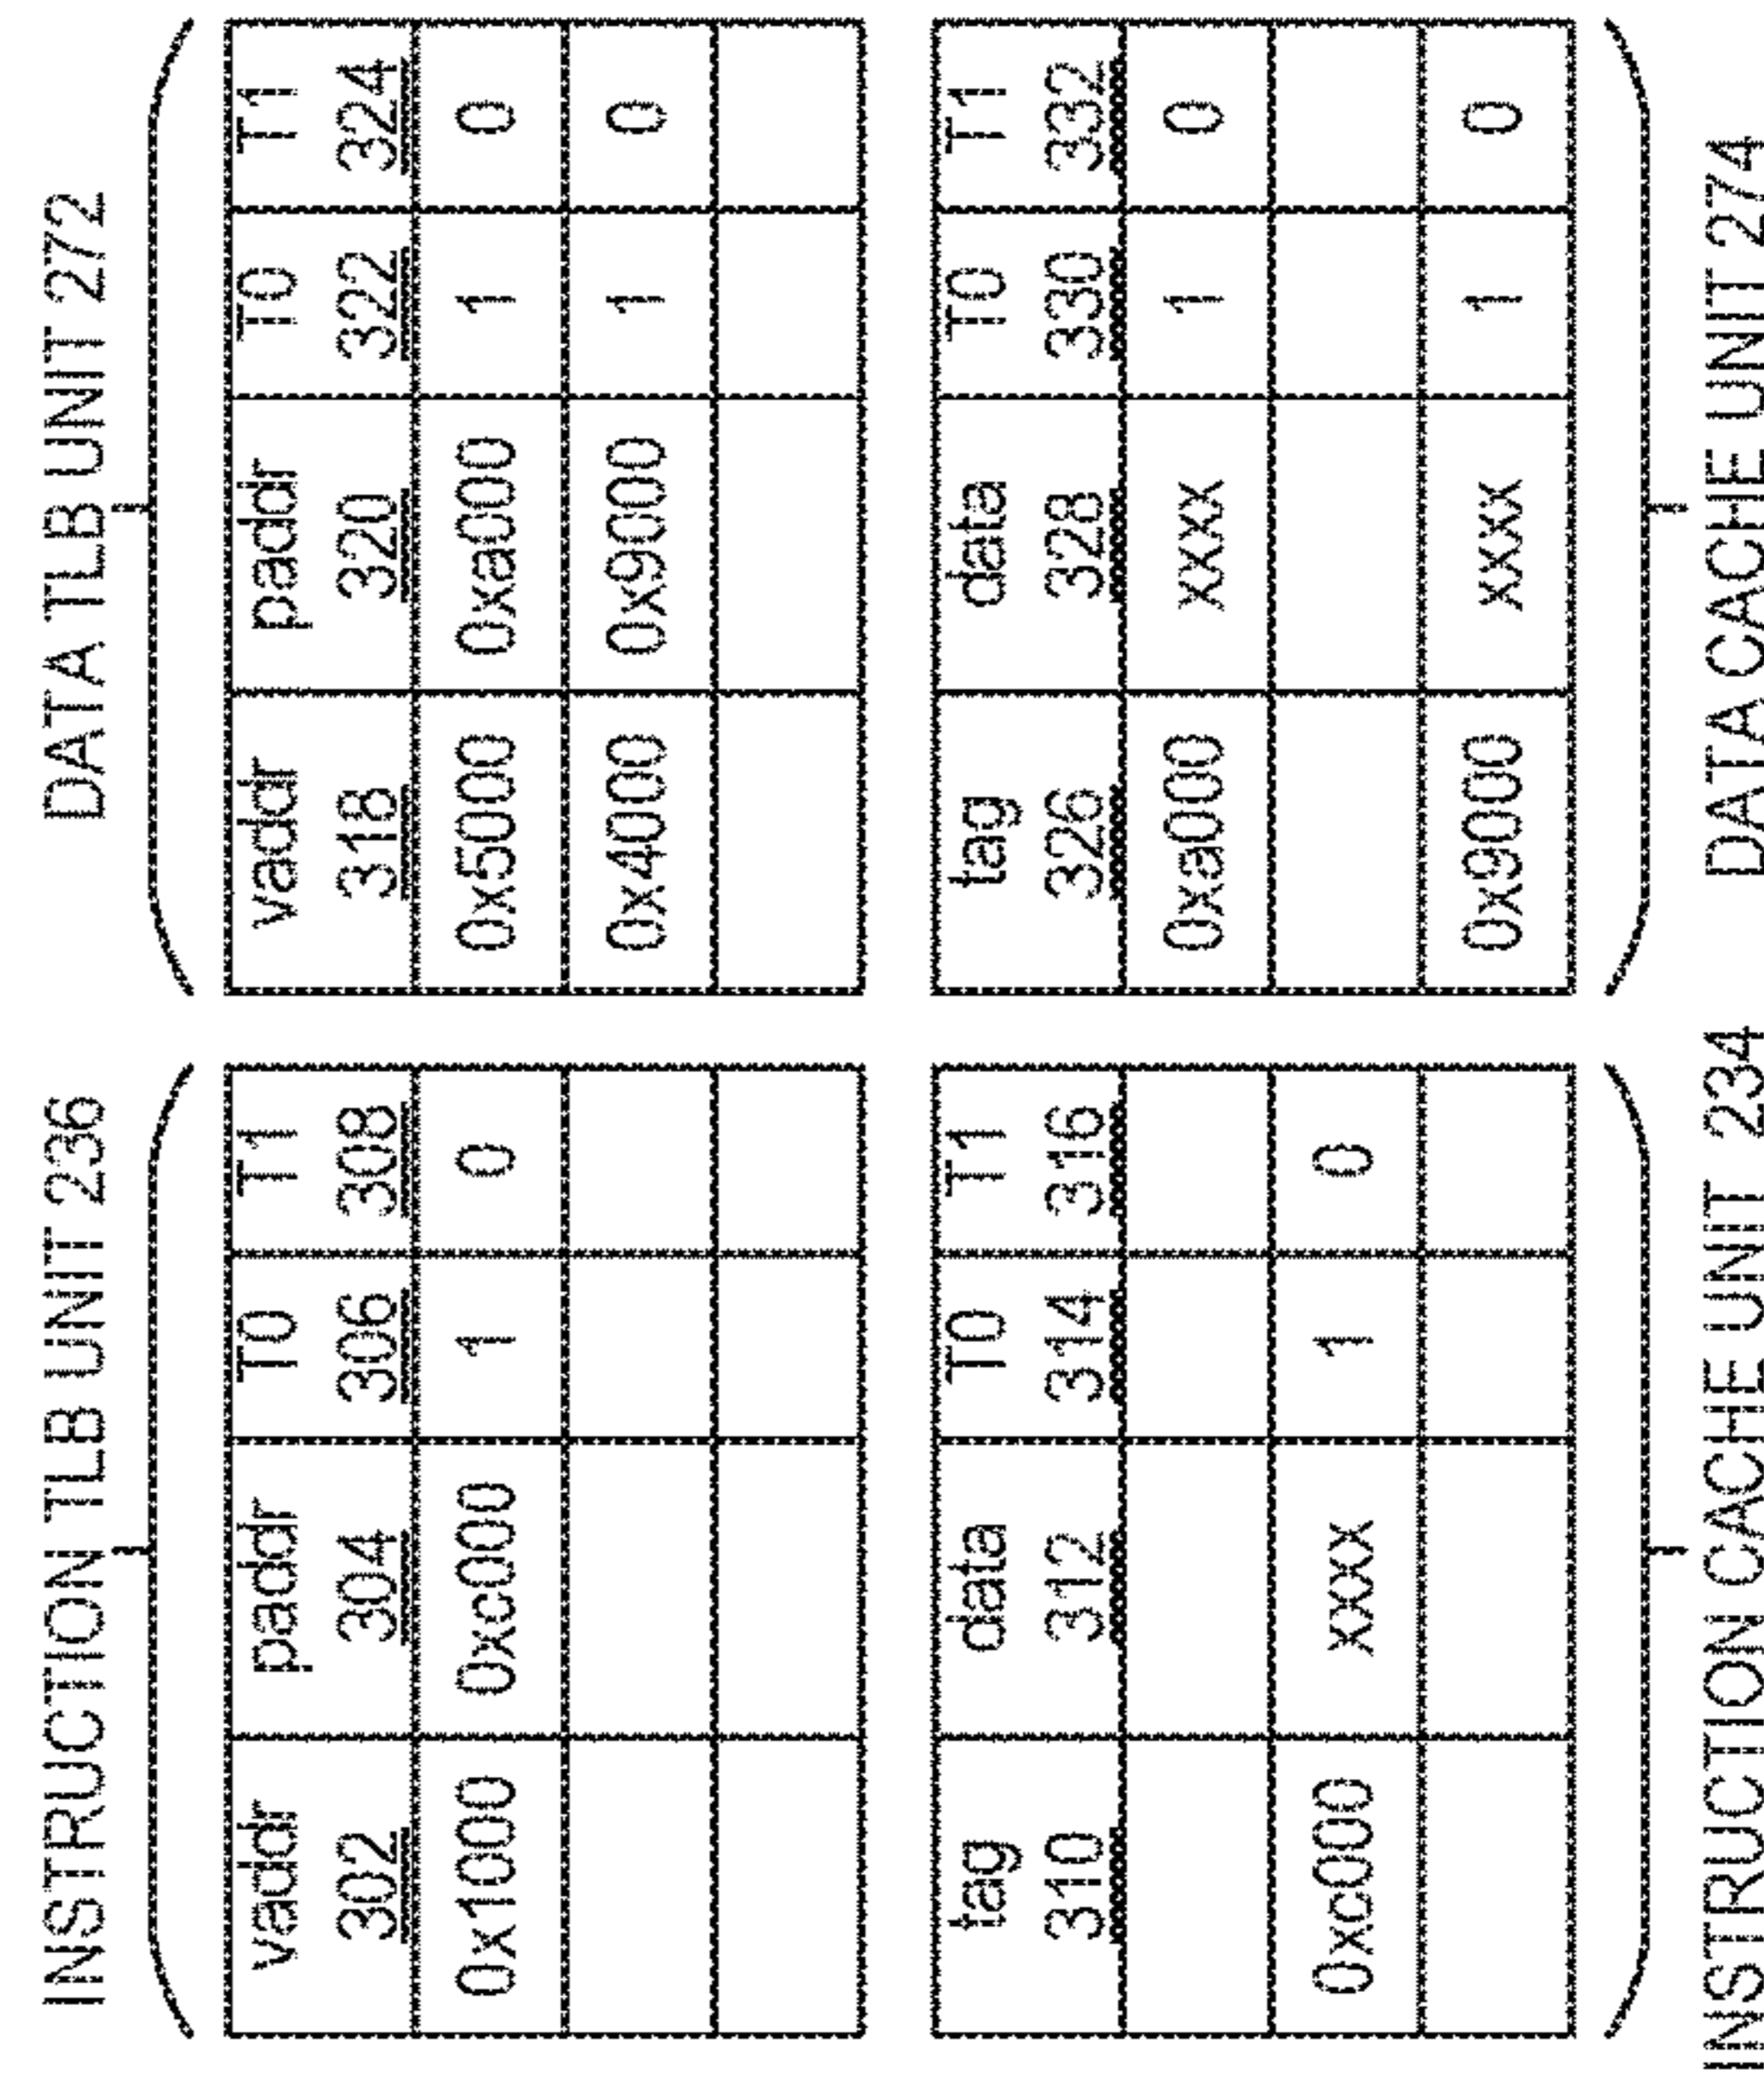 INSTRUCTION TLB UNIT 236
vaddr 302 paddr 304 T0 306 T1 308
0x1000 0xc000 1 0
tag 310 data 312 T0 314 T1 316
0xc000 xxxx 1 0
INSTRUCTION CACHE UNIT 234
DATA TLB UNIT 272
vaddr 318 paddr 320 T0 322 T1 324
0x5000 0xa000 1 0
0x4000 0x9000 1 0
tag 326 data 328 T0 330 T1 332
0xa000 xxxx 1 0
0x9000 xxxx 1 0
DATA CACHE UNIT 274